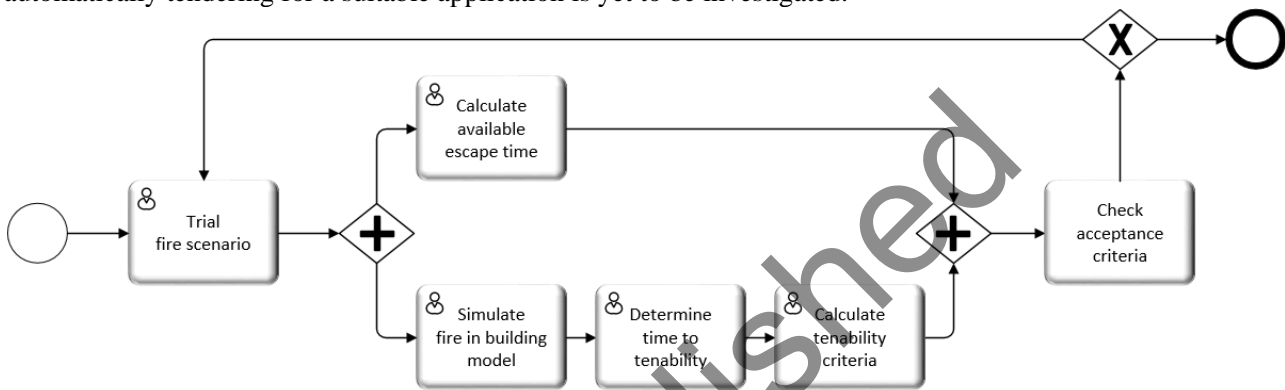 automatically tendering for a suitable application is yet to be investigated.
X
Calculate
available
escape time
Trial
fire scenario
Check
acceptance
criteria
Simulate
fire in building
model
Determine
time to
tenability
Calculate
tenability
criteria
lished